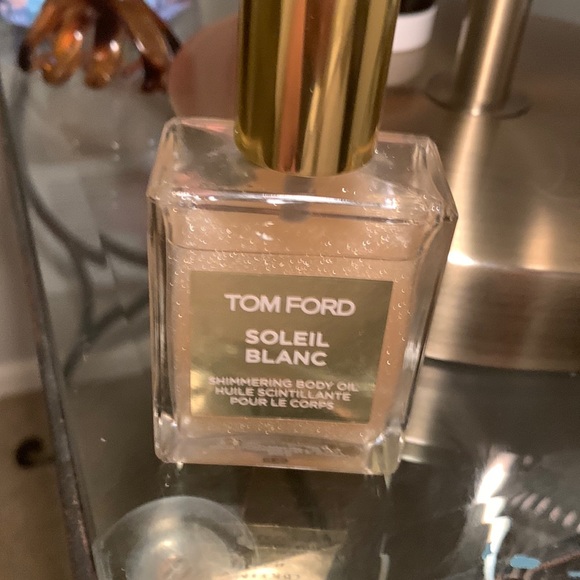 TOM FORD
SOLEIL
BLANC
SHIMMERING BODY OIL
HUILE SCINTILLANTE
POUR LE CORPS